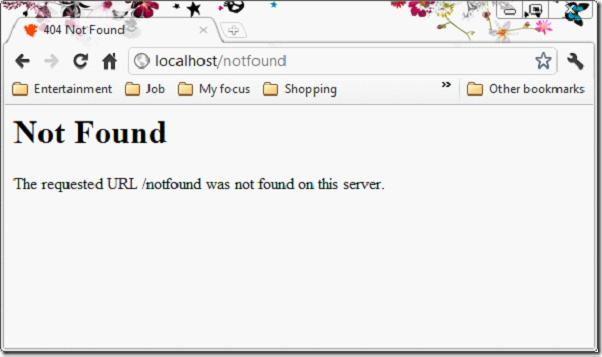 404 Not Found
localhost/notfound
Entertainment Job My focus Shopping » Other bookmarks
Not Found
The requested URL /notfound was not found on this server.